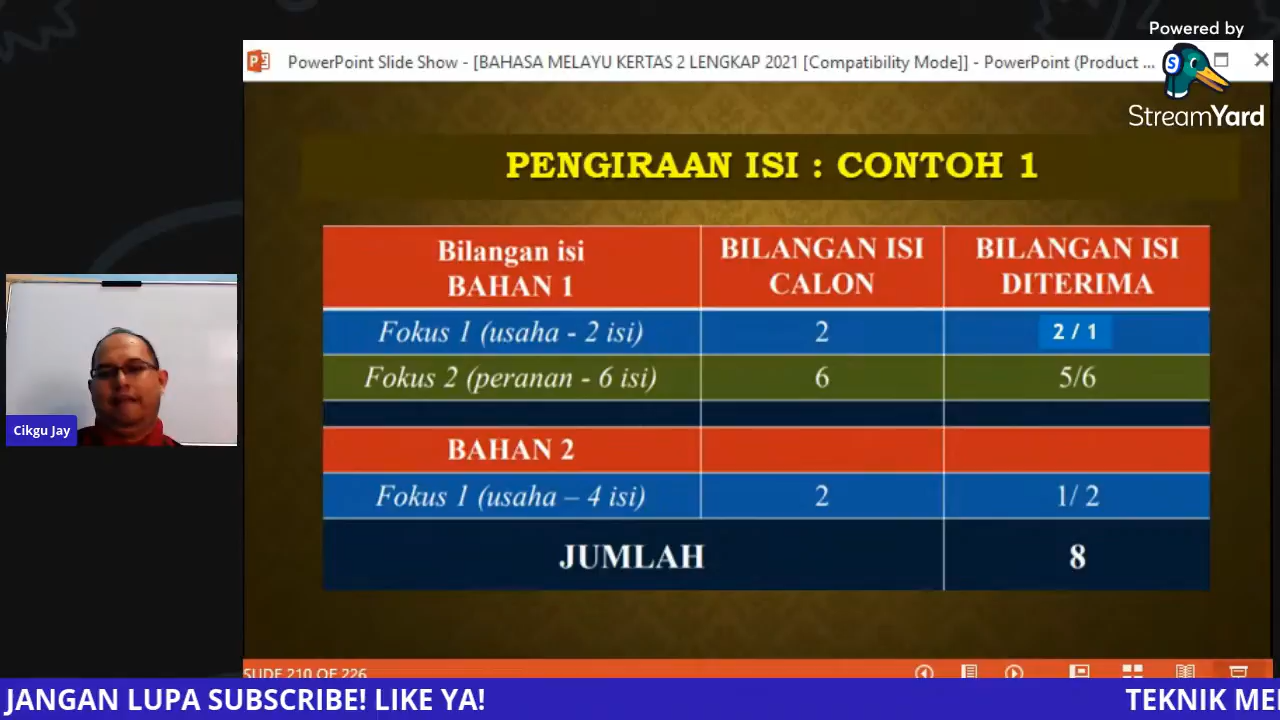 Powered by
StreamYard
PowerPoint Slide Show - [BAHASA MELAYU KERTAS 2 LENGKAP 2021 [Compatibility Mode]] - PowerPoint (Product ...
PENGIRAAN ISI : CONTOH 1
Bilangan isi
BAHAN 1
BILANGAN ISI
CALON
BILANGAN ISI
DITERIMA
Fokus 1 (usaha - 2 isi)
2
2 / 1
Fokus 2 (peranan - 6 isi)
6
5/6
BAHAN 2
Fokus 1 (usaha – 4 isi)
2
1/ 2
JUMLAH
8
Cikgu Jay
SLIDE 210 OF 226
JANGAN LUPA SUBSCRIBE! LIKE YA!
TEKNIK